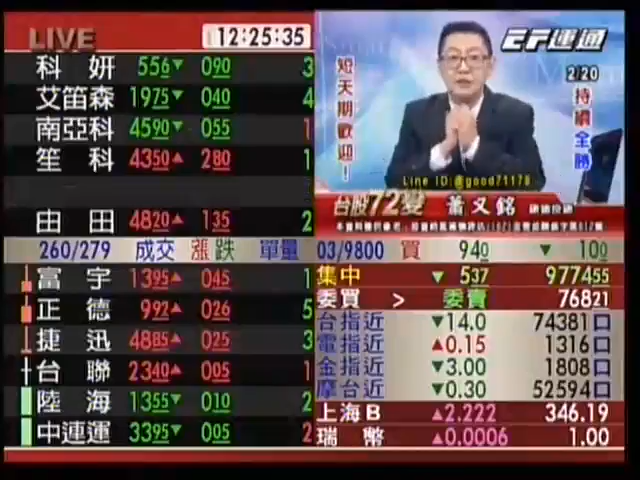 LIVE 12:25:35
科 妍 556▼ 090 3
艾笛森 1975▼ 040 4
南亞科 4590▼ 055 1
笙 科 4350▲ 280 1
由 田 4820▲ 135 2
260/279 成交 漲跌 單量
富 宇 1395▲ 045 1
正 德 992▲ 026 5
捷 迅 4885▲ 025 3
台 聯 2340▲ 005 1
陸 海 1355▼ 010 2
中連運 3395▼ 005 2
EF運通
2/20
短天期歡迎！
持續全勝
Line ID:@good71178
台股72變 蕭又銘
03/9800 買 940 ▼ 100
集中 ▼ 537 977455
委買 > 委賣 76821
台指近 ▼14.0 74381口
電指近 ▲0.15 1316口
金指近 ▼3.00 1808口
摩台近 ▼0.30 52594口
上海B ▲2.222 346.19
瑞 幣 ▲0.0006 1.00